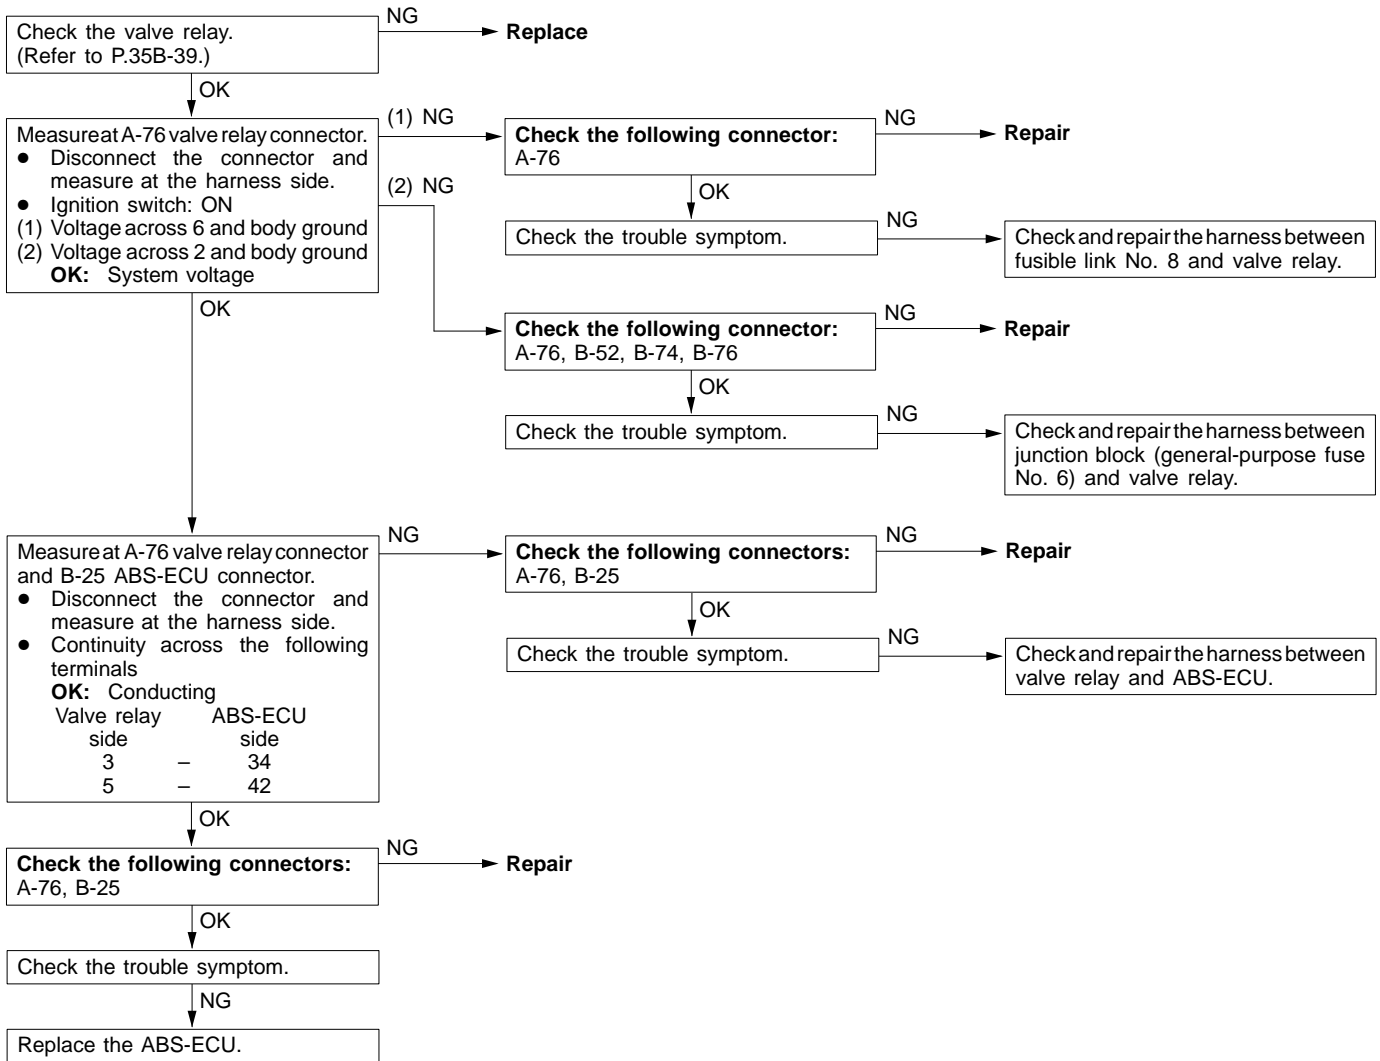 Check the valve relay.
(Refer to P.35B-39.)
NG
Replace
OK
Measure at A-76 valve relay connector.
● Disconnect the connector and
measure at the harness side.
● Ignition switch: ON
(1) Voltage across 6 and body ground
(2) Voltage across 2 and body ground
OK: System voltage
(1) NG
Check the following connector:
A-76
NG
Repair
OK
Check the trouble symptom.
NG
Check and repair the harness between
fusible link No. 8 and valve relay.
(2) NG
Check the following connector:
A-76, B-52, B-74, B-76
NG
Repair
OK
Check the trouble symptom.
NG
Check and repair the harness between
junction block (general-purpose fuse
No. 6) and valve relay.
OK
Measure at A-76 valve relay connector
and B-25 ABS-ECU connector.
● Disconnect the connector and
measure at the harness side.
● Continuity across the following
terminals
OK: Conducting
Valve relay ABS-ECU
side side
3 – 34
5 – 42
NG
Check the following connectors:
A-76, B-25
NG
Repair
OK
Check the trouble symptom.
NG
Check and repair the harness between
valve relay and ABS-ECU.
OK
Check the following connectors:
A-76, B-25
NG
Repair
OK
Check the trouble symptom.
NG
Replace the ABS-ECU.